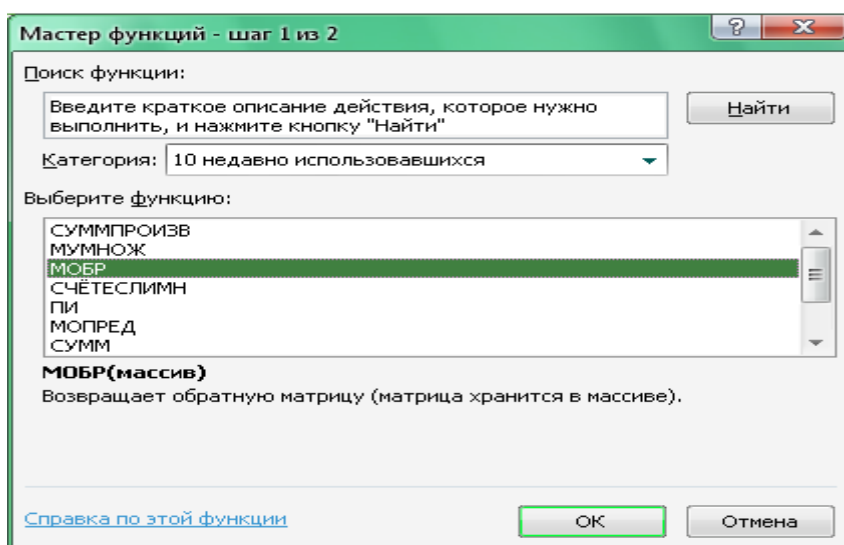 Мастер функций - шаг 1 из 2
?
Поиск функции:
Введите краткое описание действия, которое нужно
выполнить, и нажмите кнопку "Найти"
Найти
Категория: 10 недавно использовавшихся
Выберите функцию:
СУММПРОИЗВ
МУМНОЖ
МОБР
СЧЁТЕСЛИМН
ПИ
МОПРЕД
СУММ
МОБР(массив)
Возвращает обратную матрицу (матрица хранится в массиве).
Справка по этой функции
ОК
Отмена